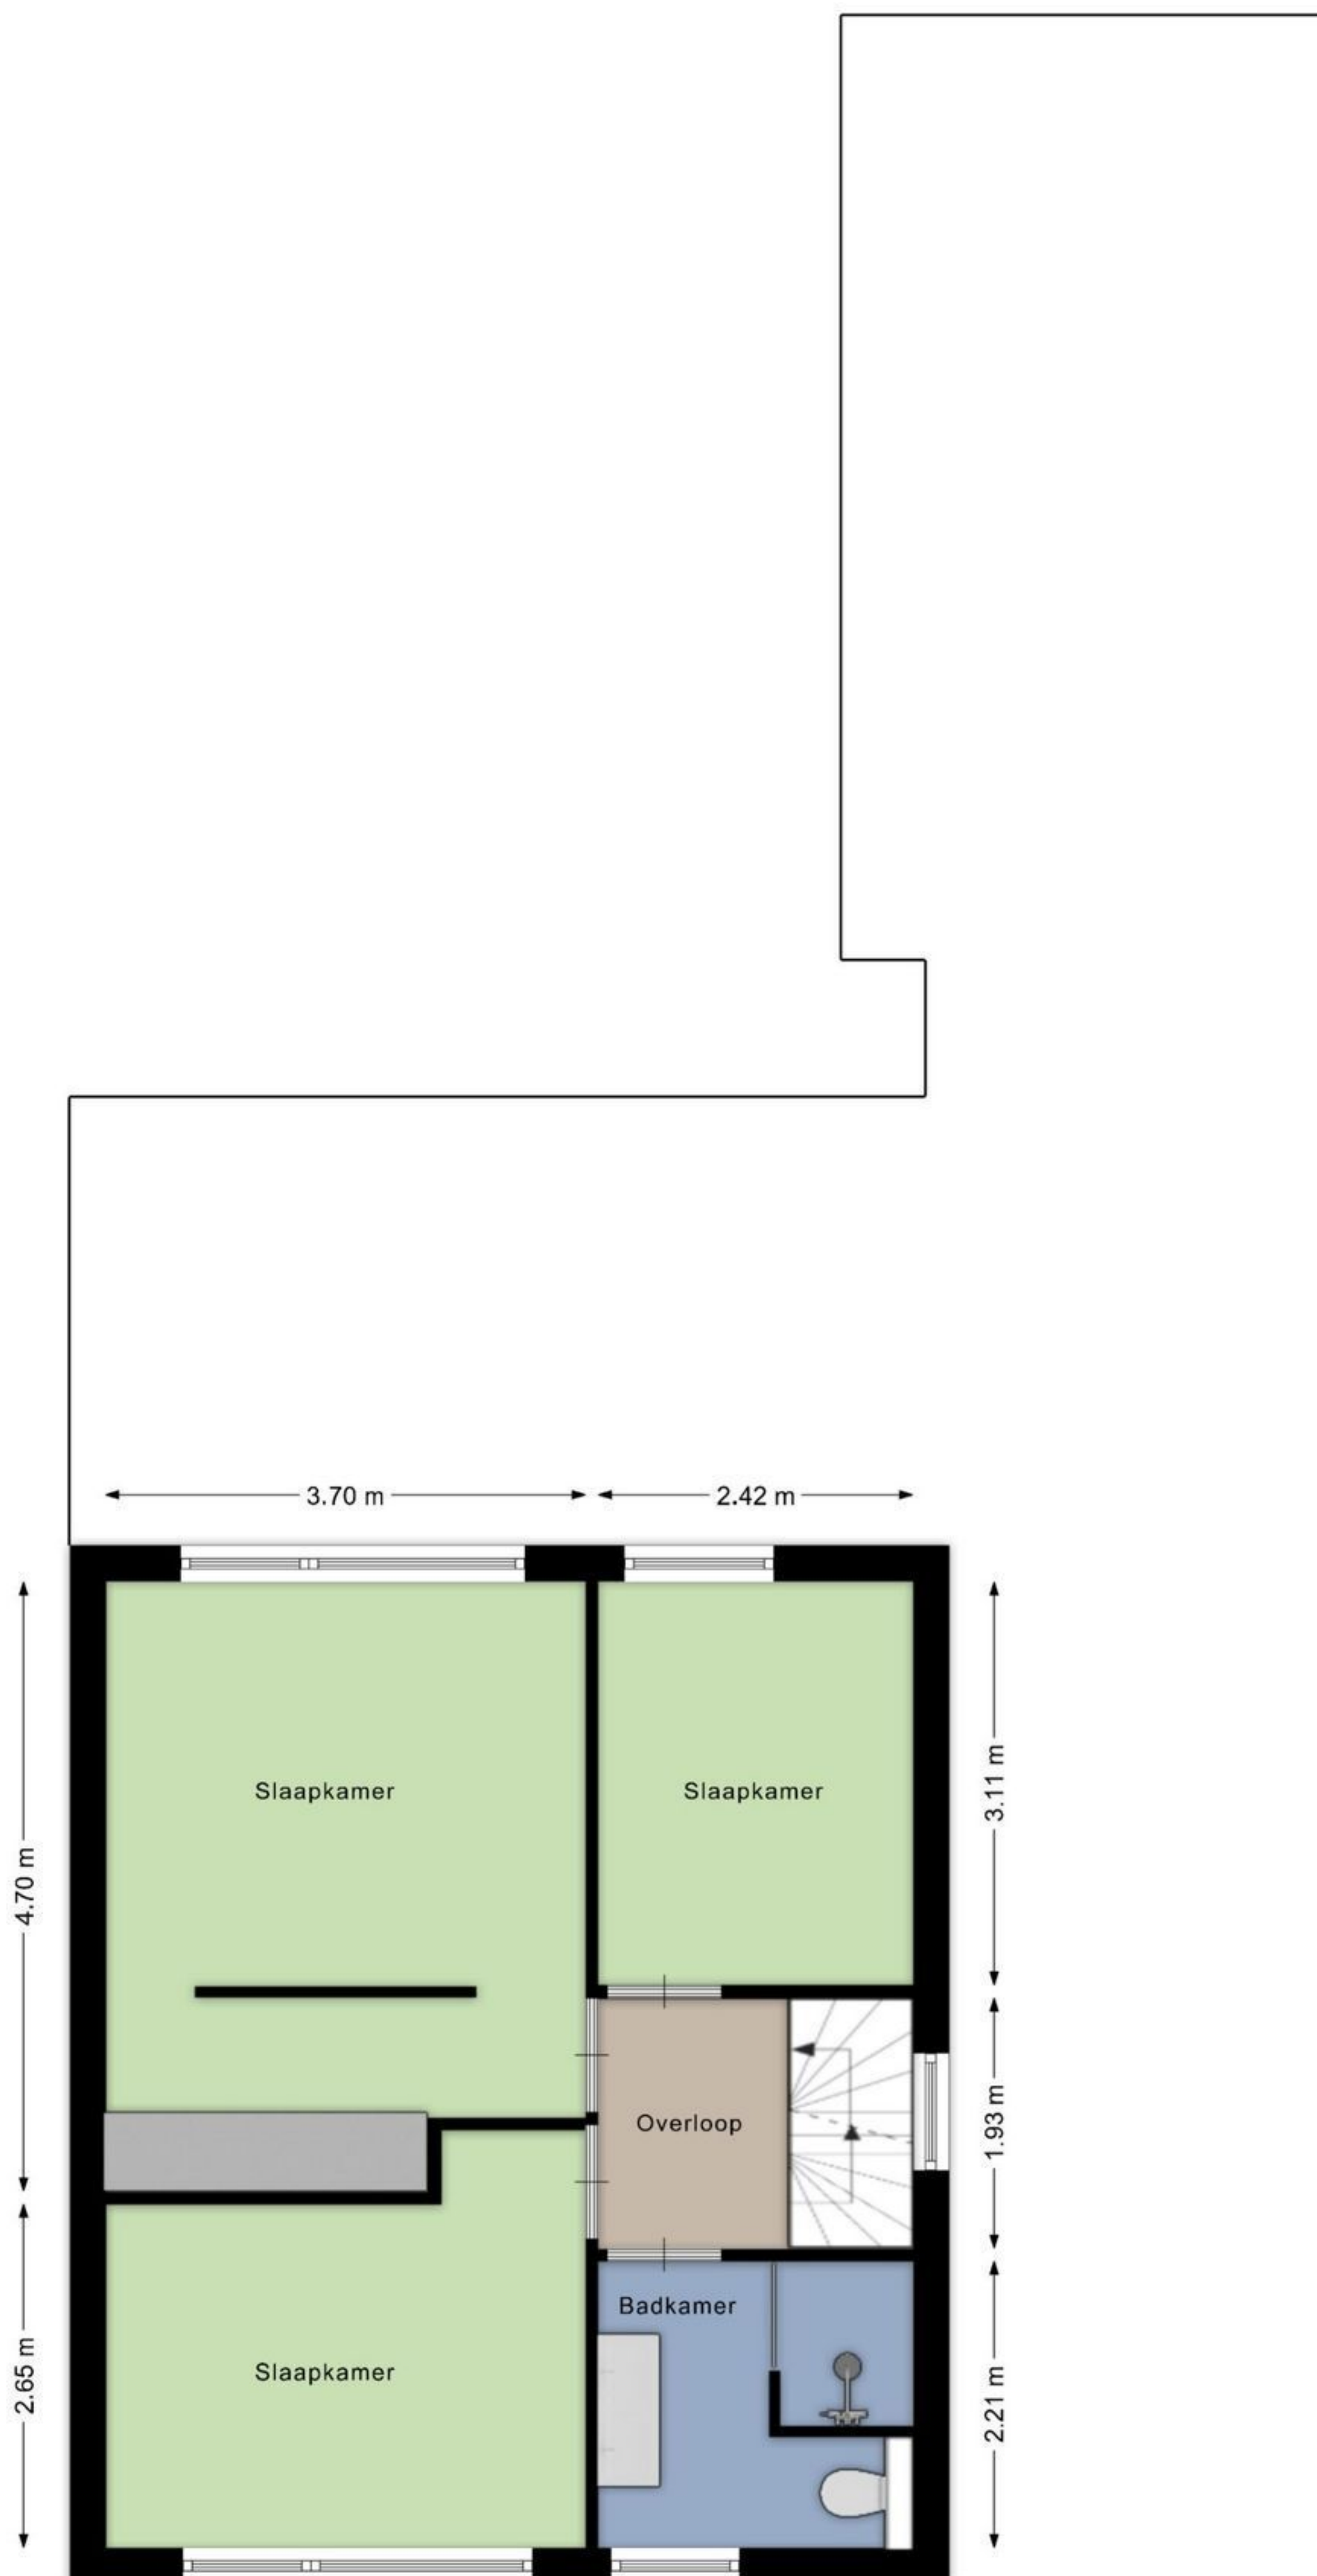 3.70 m
2.42 m
Slaapkamer
Slaapkamer
3.11 m
4.70 m
Overloop
1.93 m
Badkamer
Slaapkamer
2.65 m
2.21 m